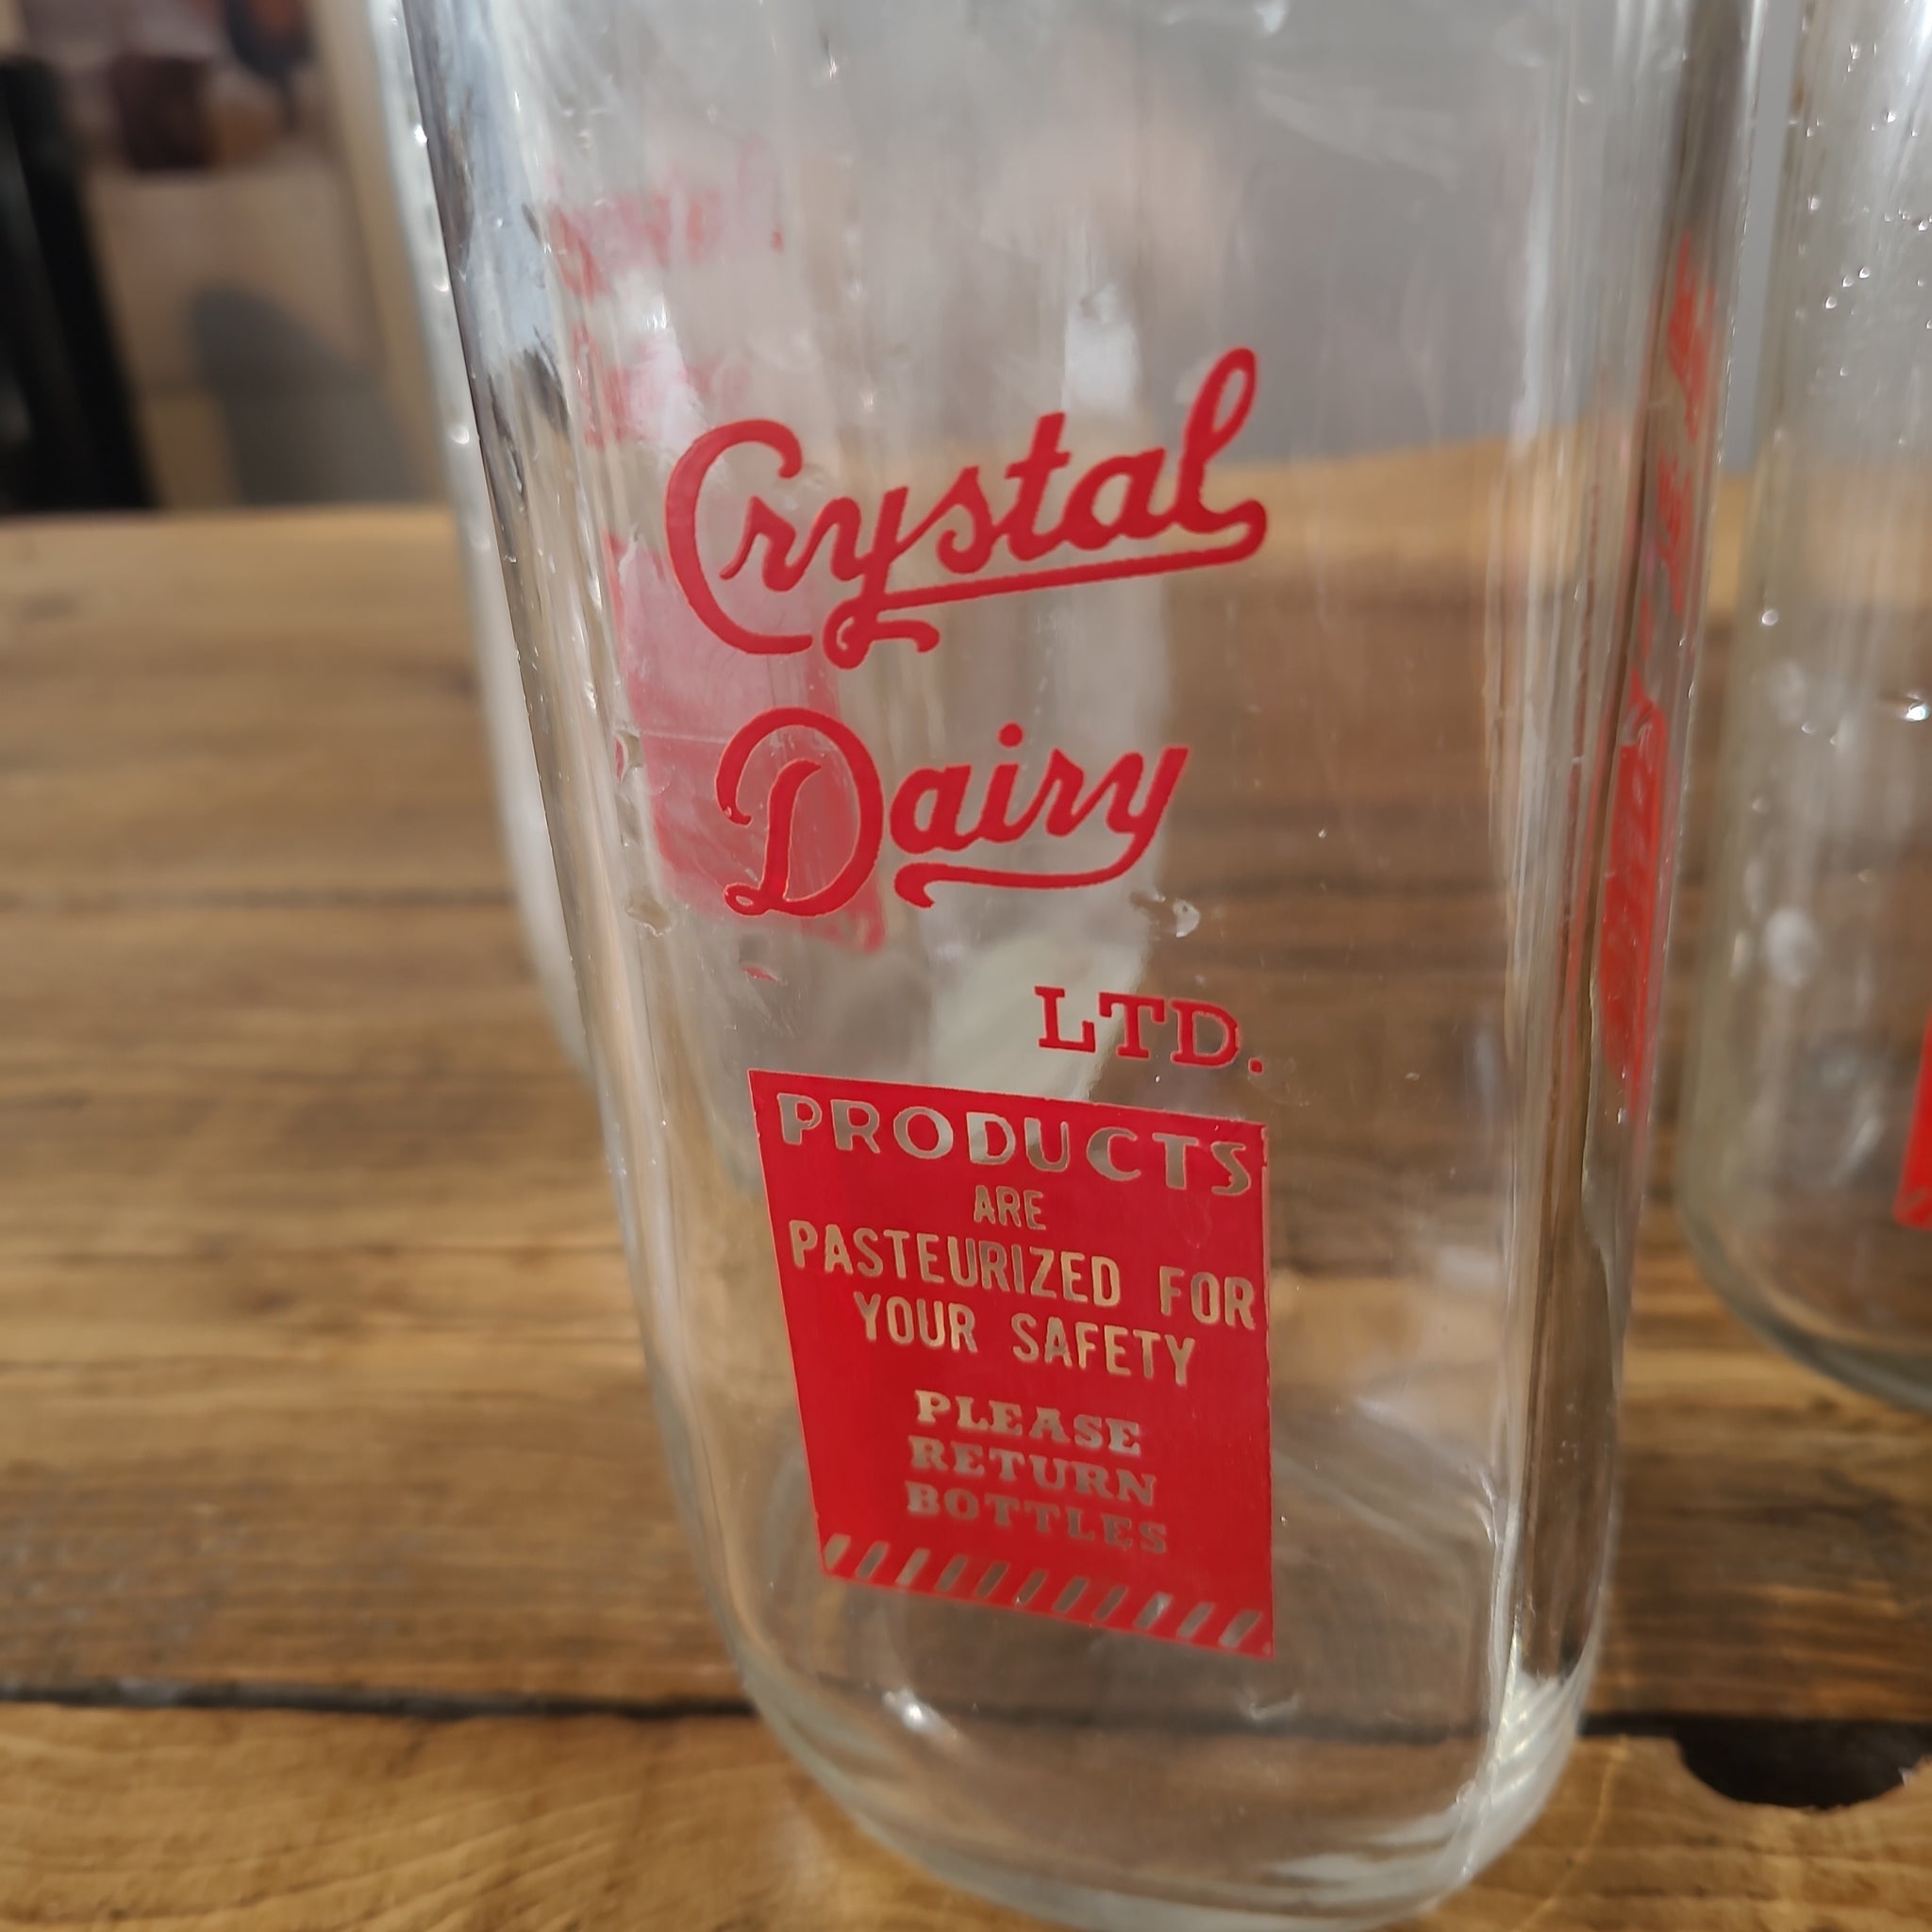 Crystal
Dairy
LTD.
PRODUCTS
ARE
PASTEURIZED FOR
YOUR SAFETY
PLEASE
RETURN
BOTTLES